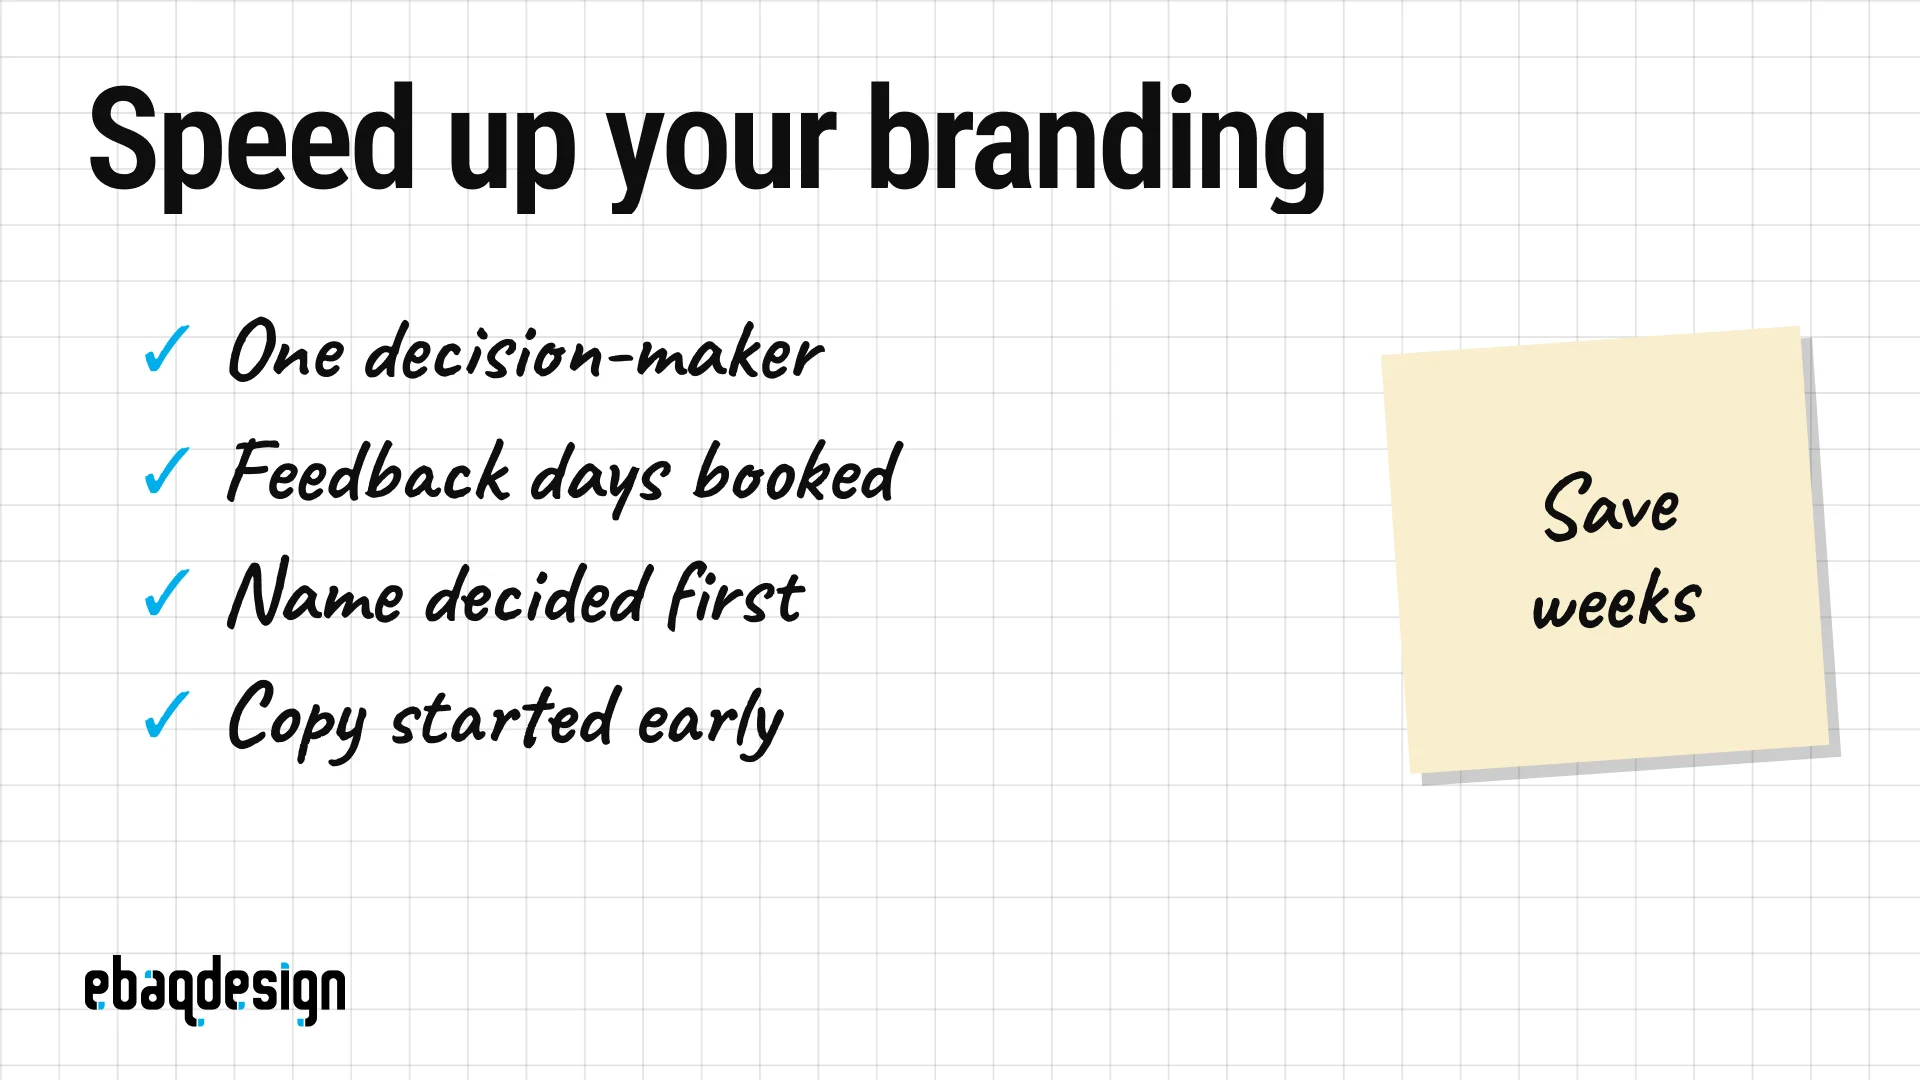 Speed up your branding
✓ One decision-maker
✓ Feedback days booked
✓ Name decided first
✓ Copy started early
Save
weeks
ebaqdesign